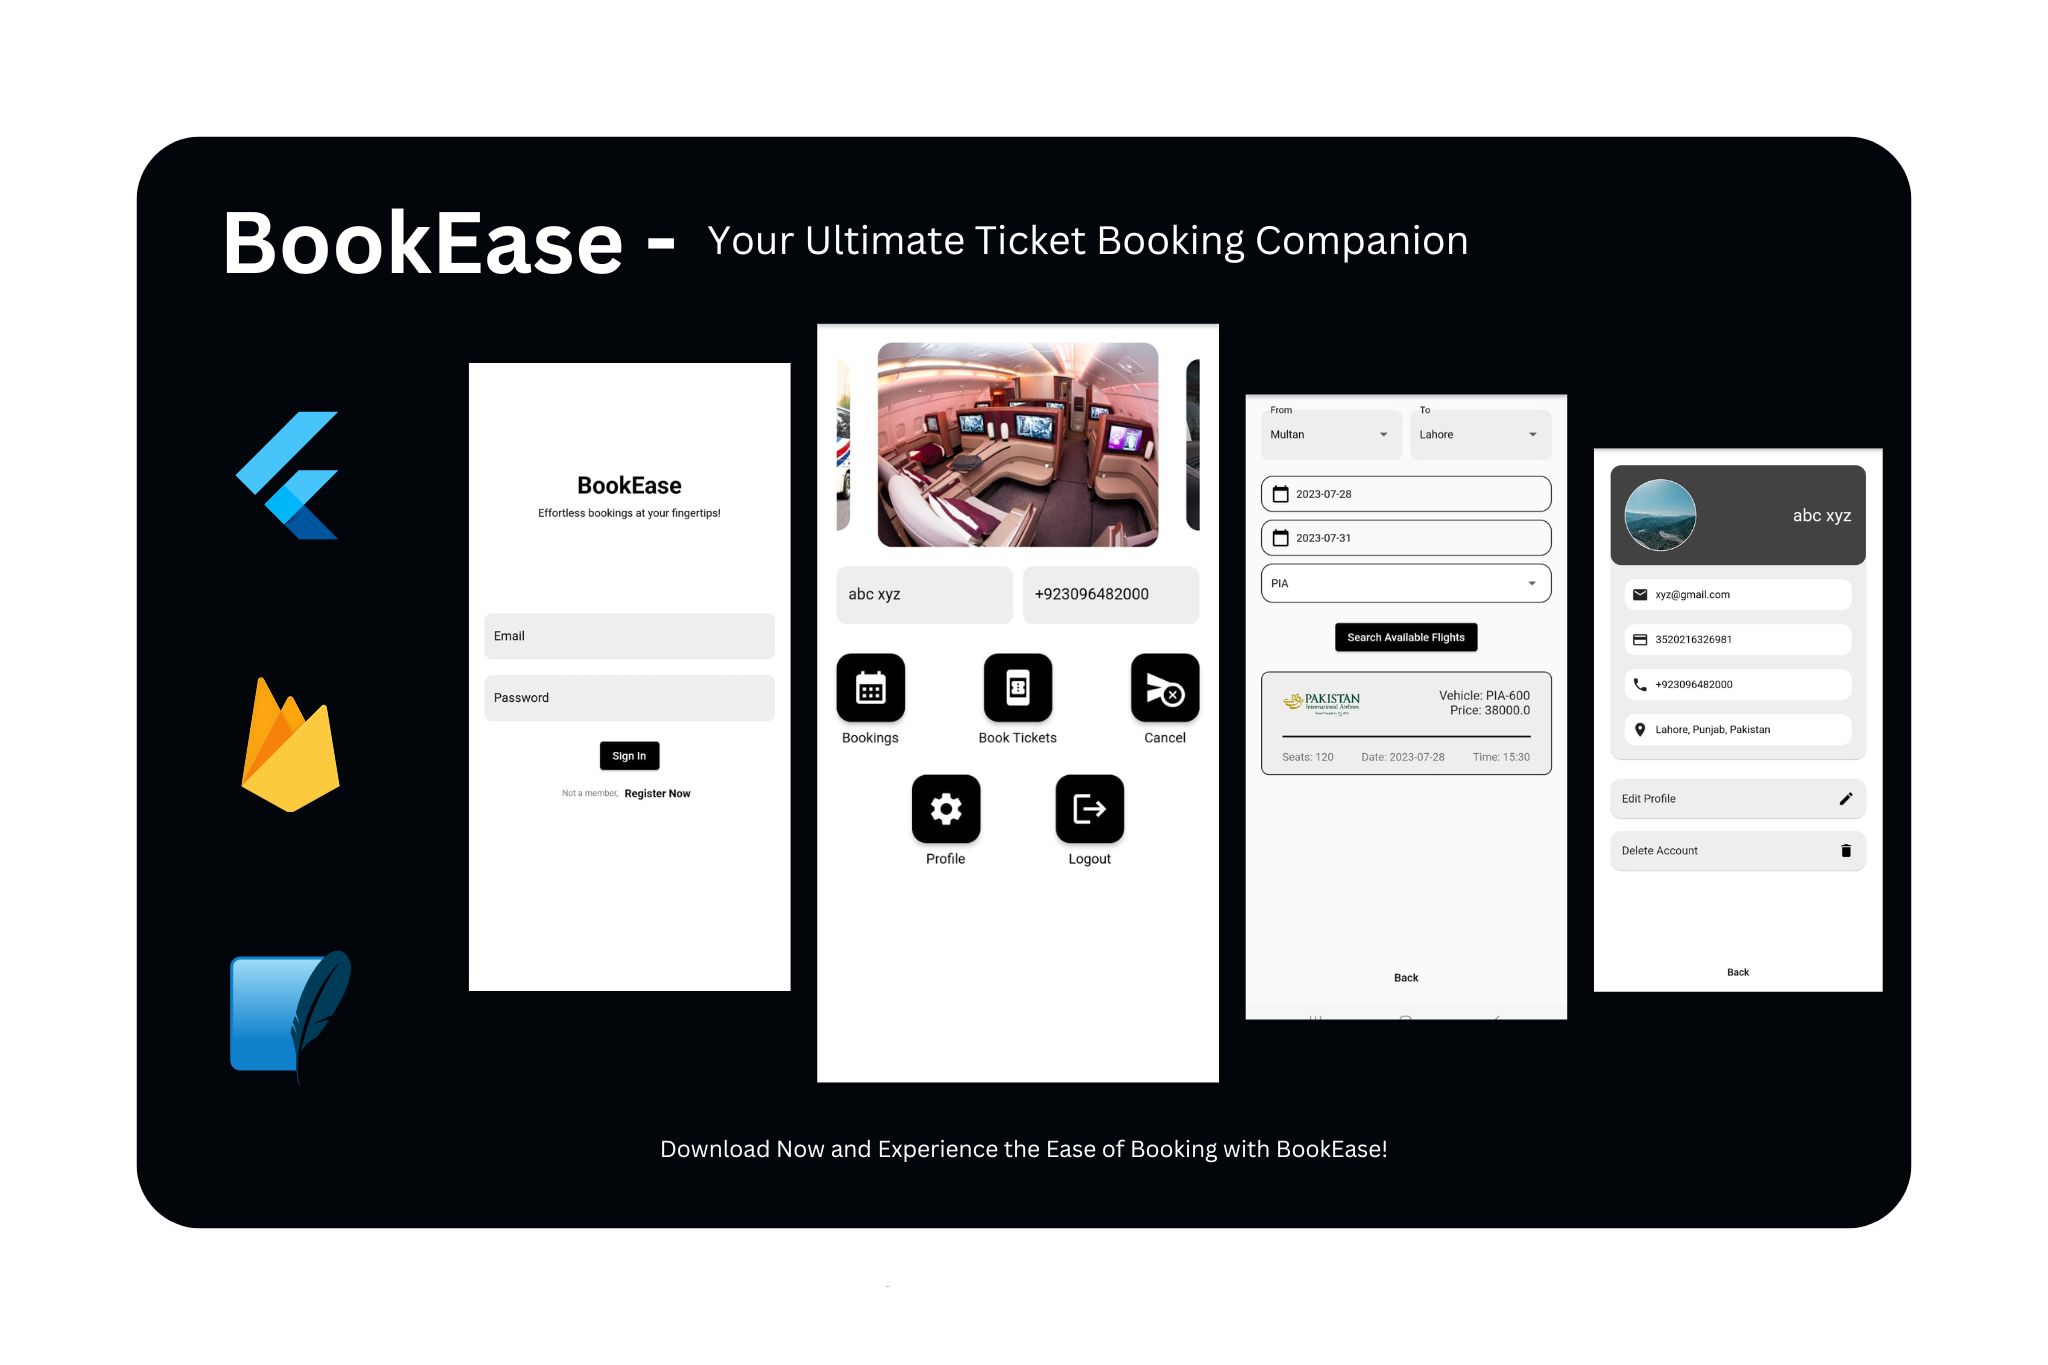 BookEase - Your Ultimate Ticket Booking Companion
BookEase
Effortless bookings at your fingertips!
Email
Password
Sign In
Not a member, Register Now
abc xyz
+923096482000
Bookings
Book Tickets
Cancel
Profile
Logout
From
To
Multan
Lahore
2023-07-28
2023-07-31
PIA
Search Available Flights
PAKISTAN
International Airlines
Vehicle: PIA-600
Price: 38000.0
Seats: 120
Date: 2023-07-28
Time: 15:30
Back
abc xyz
xyz@gmail.com
3520216326981
+923096482000
Lahore, Punjab, Pakistan
Edit Profile
Delete Account
Back
Download Now and Experience the Ease of Booking with BookEase!